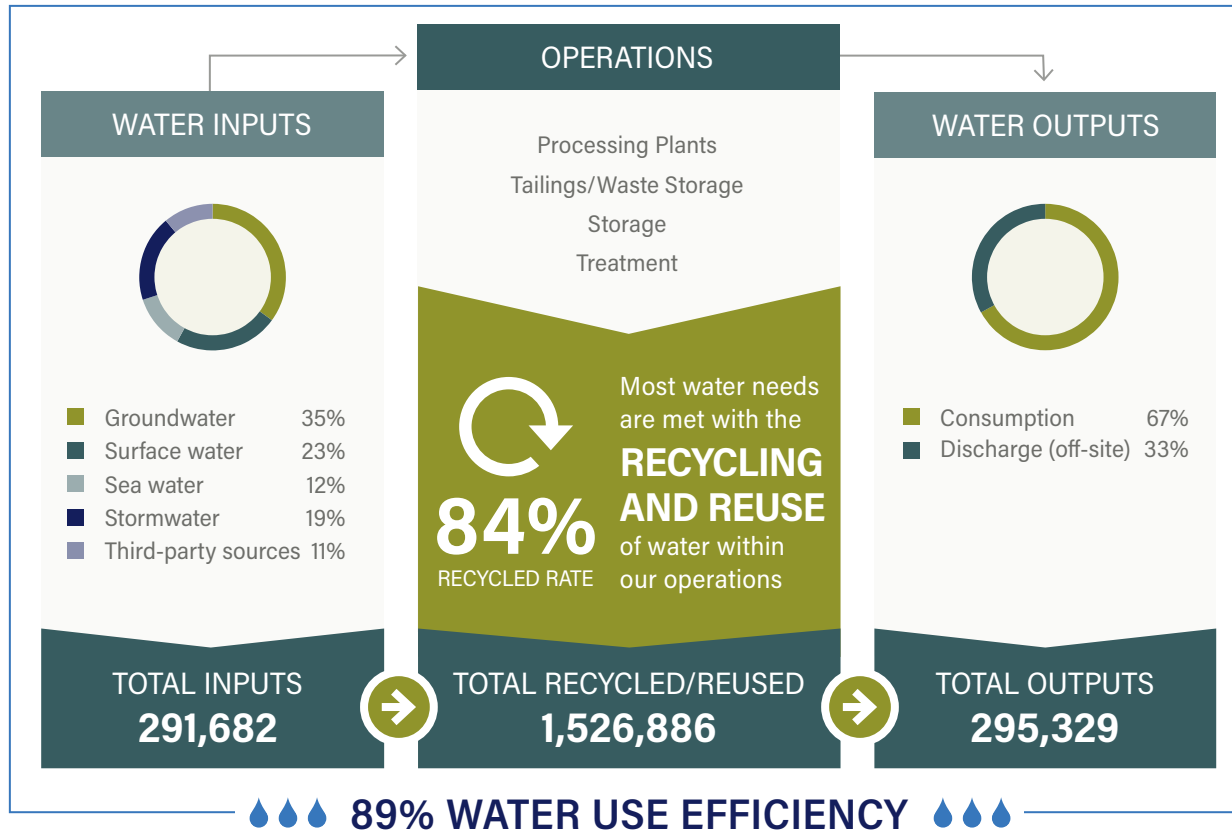 OPERATIONS
WATER INPUTS
WATER OUTPUTS
Processing Plants
Tailings/Waste Storage
Storage
Treatment
Groundwater 35%
Surface water 23%
Sea water 12%
Stormwater 19%
Third-party sources 11%
84%
RECYCLED RATE
Most water needs
are met with the
RECYCLING
AND REUSE
of water within
our operations
Consumption 67%
Discharge (off-site) 33%
TOTAL INPUTS
291,682
TOTAL RECYCLED/REUSED
1,526,886
TOTAL OUTPUTS
295,329
89% WATER USE EFFICIENCY